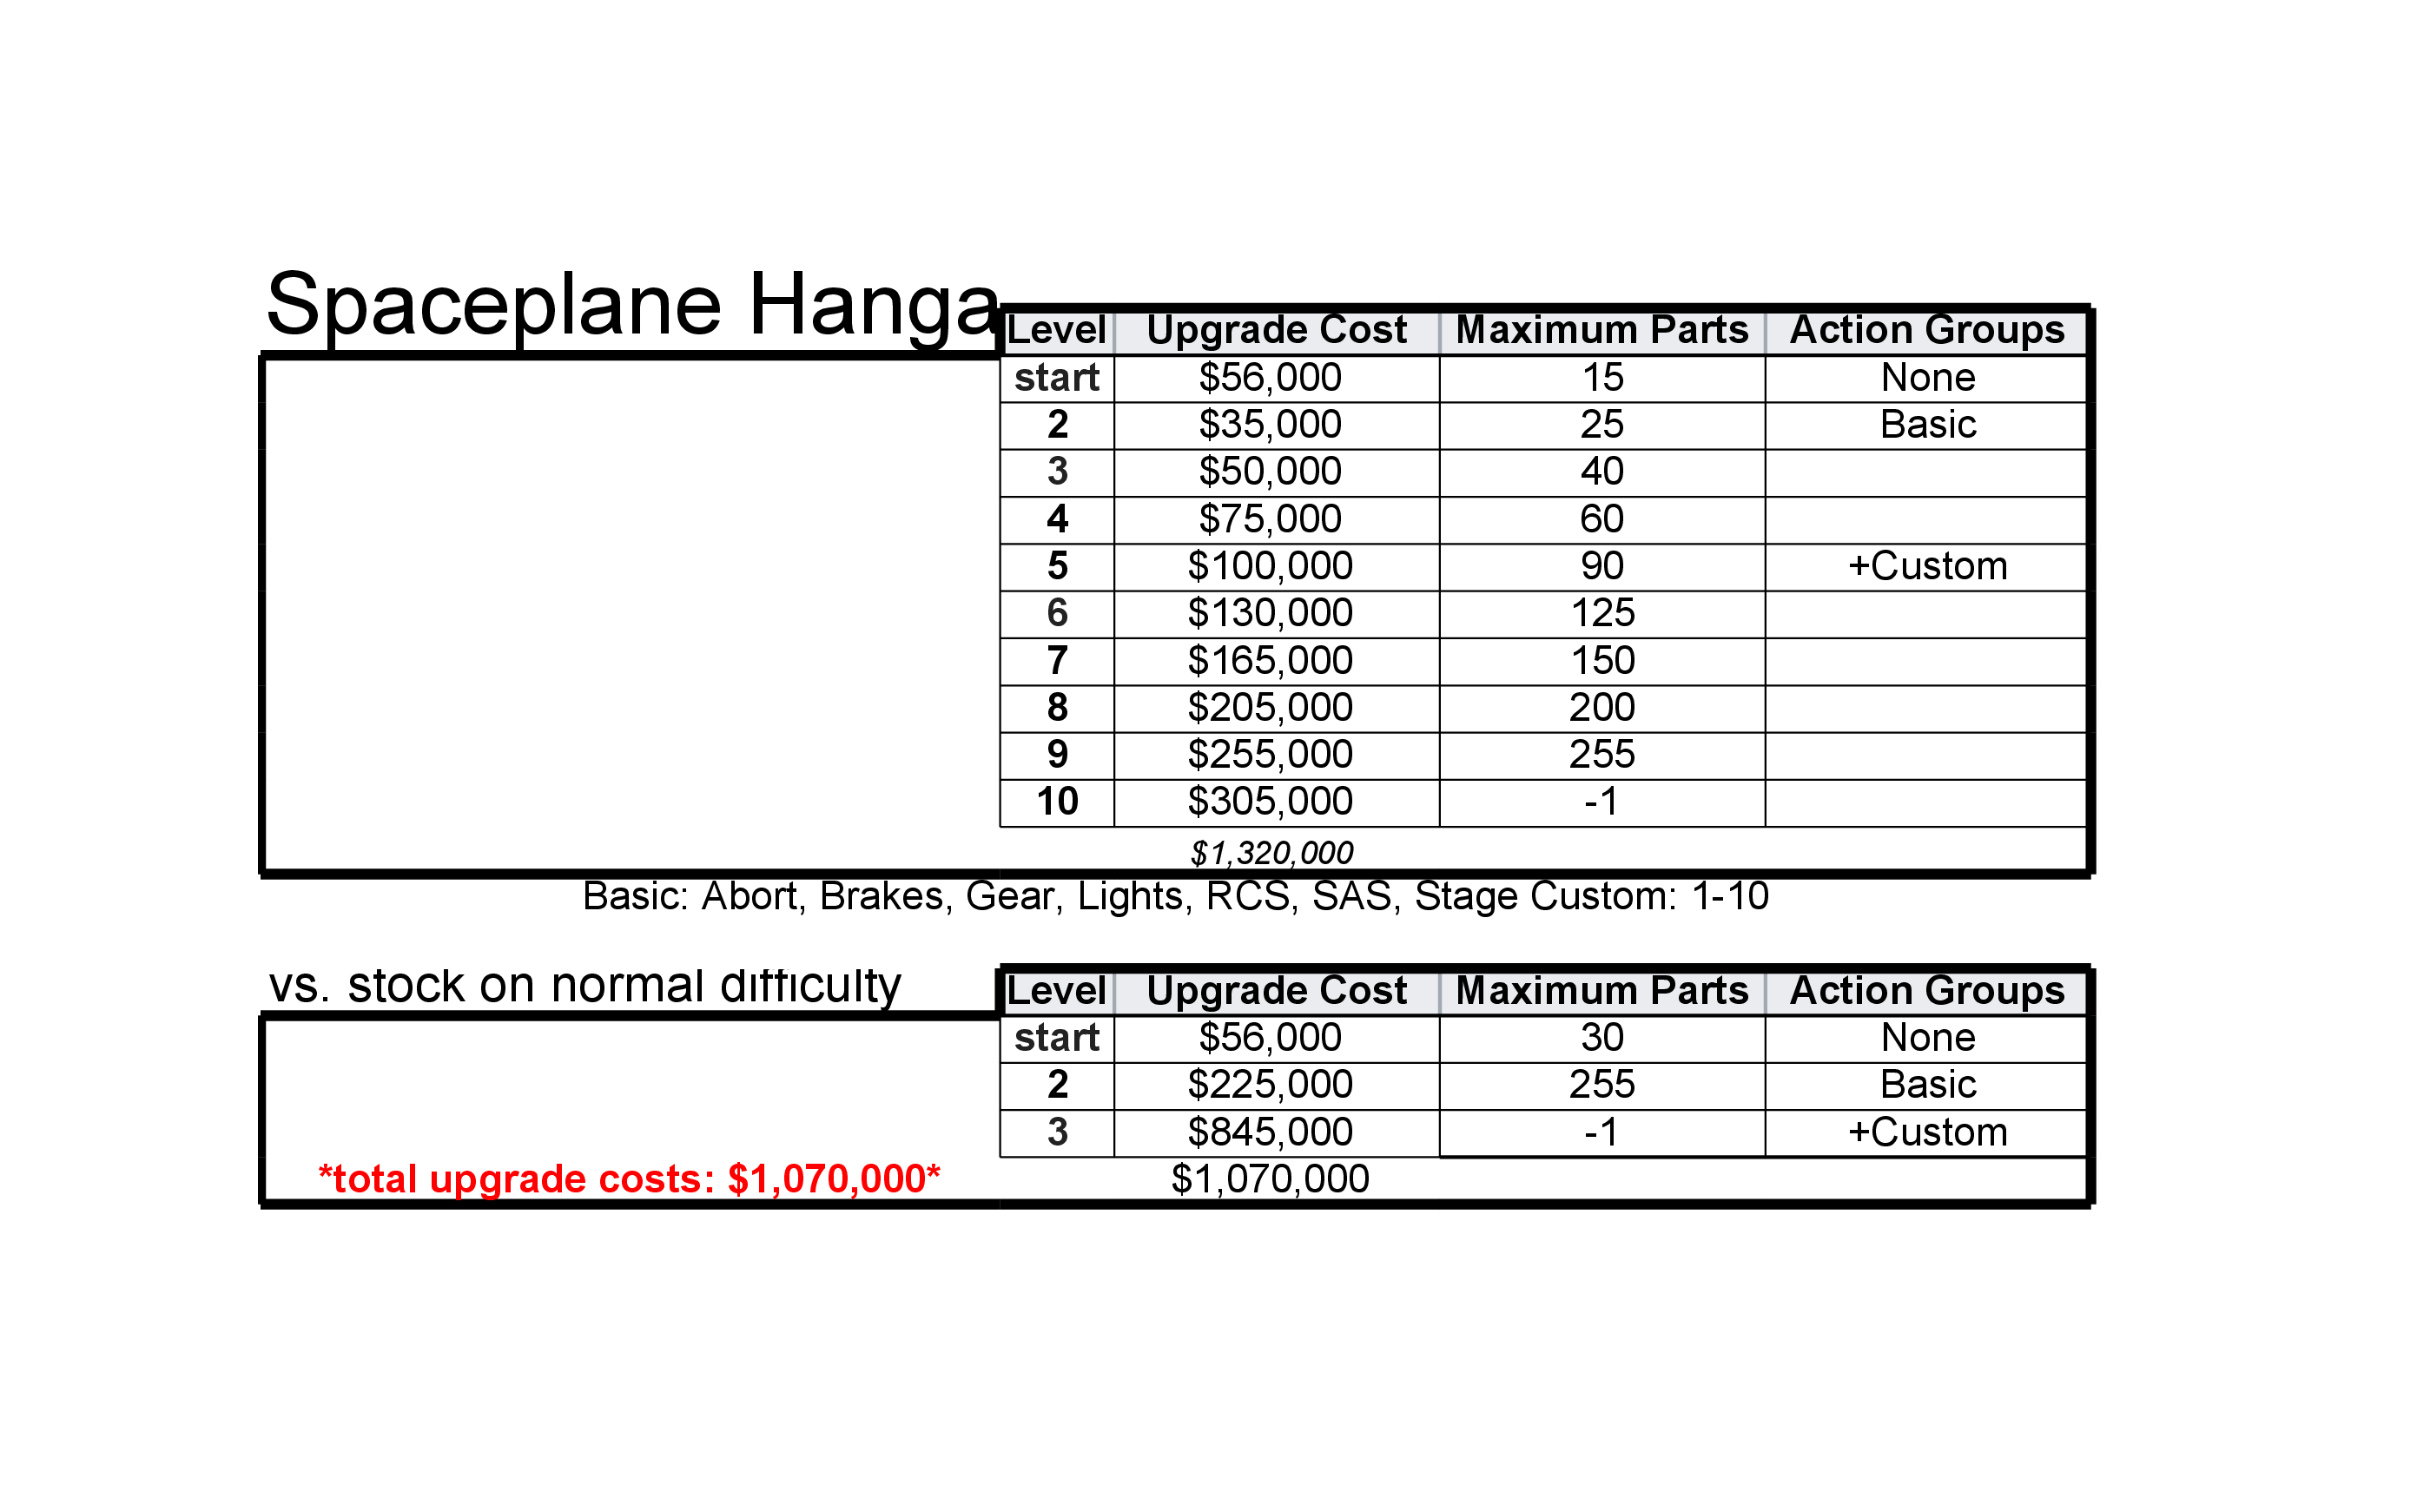 Spaceplane Hanga
Level Upgrade Cost Maximum Parts Action Groups
start $56,000 15 None
2 $35,000 25 Basic
3 $50,000 40
4 $75,000 60
5 $100,000 90 +Custom
6 $130,000 125
7 $165,000 150
8 $205,000 200
9 $255,000 255
10 $305,000 -1
$1,320,000
Basic: Abort, Brakes, Gear, Lights, RCS, SAS, Stage Custom: 1-10
vs. stock on normal difficulty
Level Upgrade Cost Maximum Parts Action Groups
start $56,000 30 None
2 $225,000 255 Basic
3 $845,000 -1 +Custom
*total upgrade costs: $1,070,000* $1,070,000